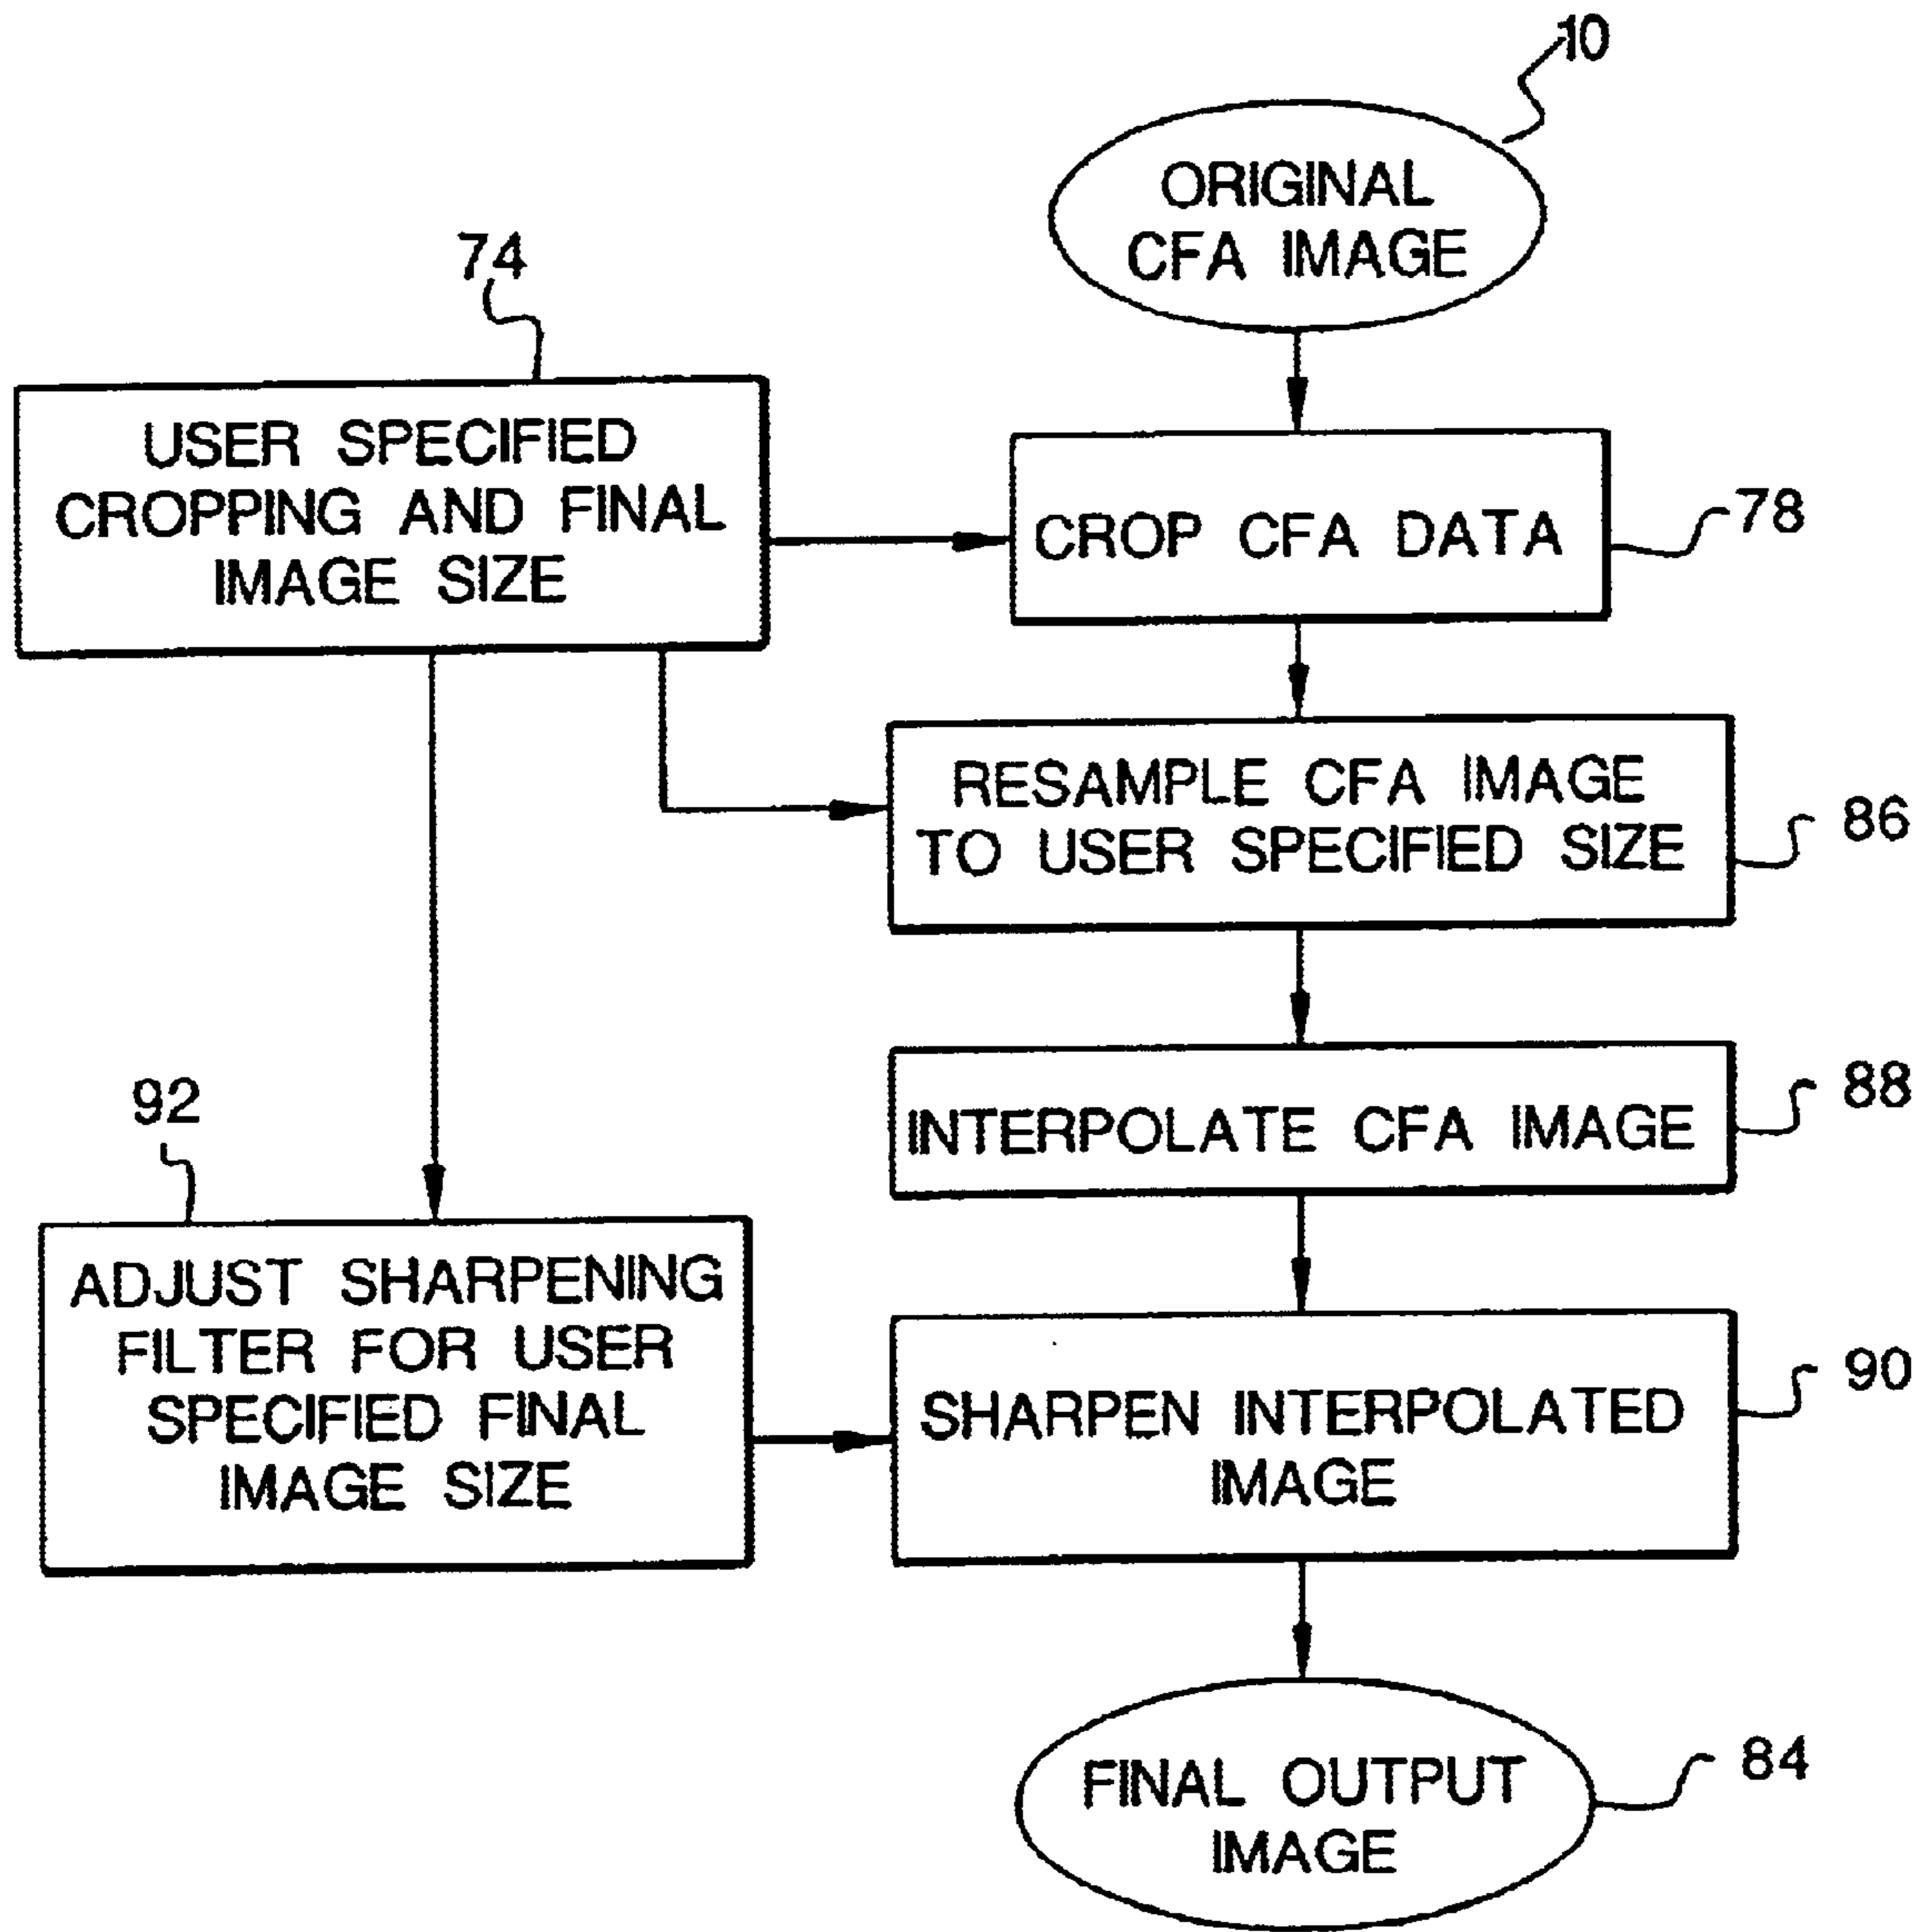 10
ORIGINAL
CFA IMAGE
74
USER SPECIFIED
CROPPING AND FINAL
IMAGE SIZE
CROP CFA DATA
78
RESAMPLE CFA IMAGE
TO USER SPECIFIED SIZE
86
INTERPOLATE CFA IMAGE
88
92
ADJUST SHARPENING
FILTER FOR USER
SPECIFIED FINAL
IMAGE SIZE
SHARPEN INTERPOLATED
IMAGE
90
FINAL OUTPUT
IMAGE
84